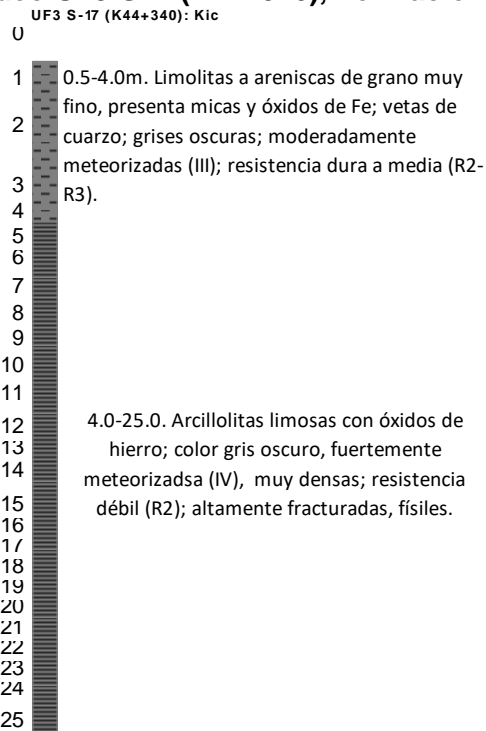 UF3 S-17 (K44+340): Kic
0
1
0.5-4.0m. Limolitas a areniscas de grano muy
fino, presenta micas y óxidos de Fe; vetas de
2
cuarzo; grises oscuras; moderadamente
meteorizadas (III); resistencia dura a media (R2-
3
R3).
4
5
6
7
8
9
10
11
12
4.0-25.0. Arcillolitas limosas con óxidos de
13
hierro; color gris oscuro, fuertemente
14
meteorizadsa (IV), muy densas; resistencia
15
débil (R2); altamente fracturadas, físiles.
16
17
18
19
20
21
22
23
24
25